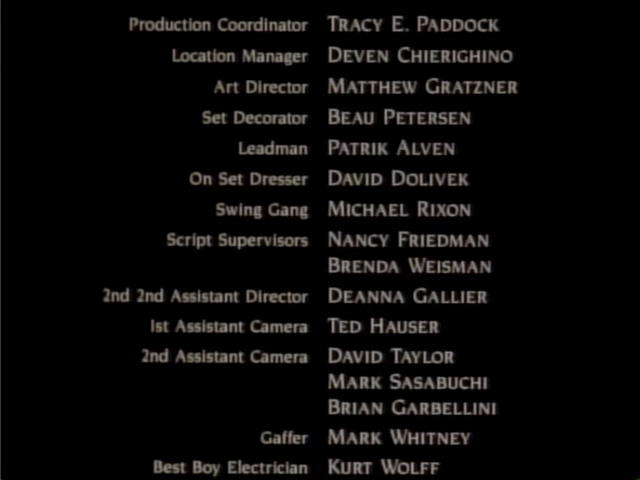 Production Coordinator TRACY E. PADDOCK
Location Manager DEVEN CHIERIGHINO
Art Director MATTHEW GRATZNER
Set Decorator BEAU PETERSEN
Leadman PATRIK ALVEN
On Set Dresser DAVID DOLIVEK
Swing Gang MICHAEL RIXON
Script Supervisors NANCY FRIEDMAN
BRENDA WEISMAN
2nd 2nd Assistant Director DEANNA GALLIER
1st Assistant Camera TED HAUSER
2nd Assistant Camera DAVID TAYLOR
MARK SASABUCHI
BRIAN GARBELLINI
Gaffer MARK WHITNEY
Best Boy Electrician KURT WOLFF